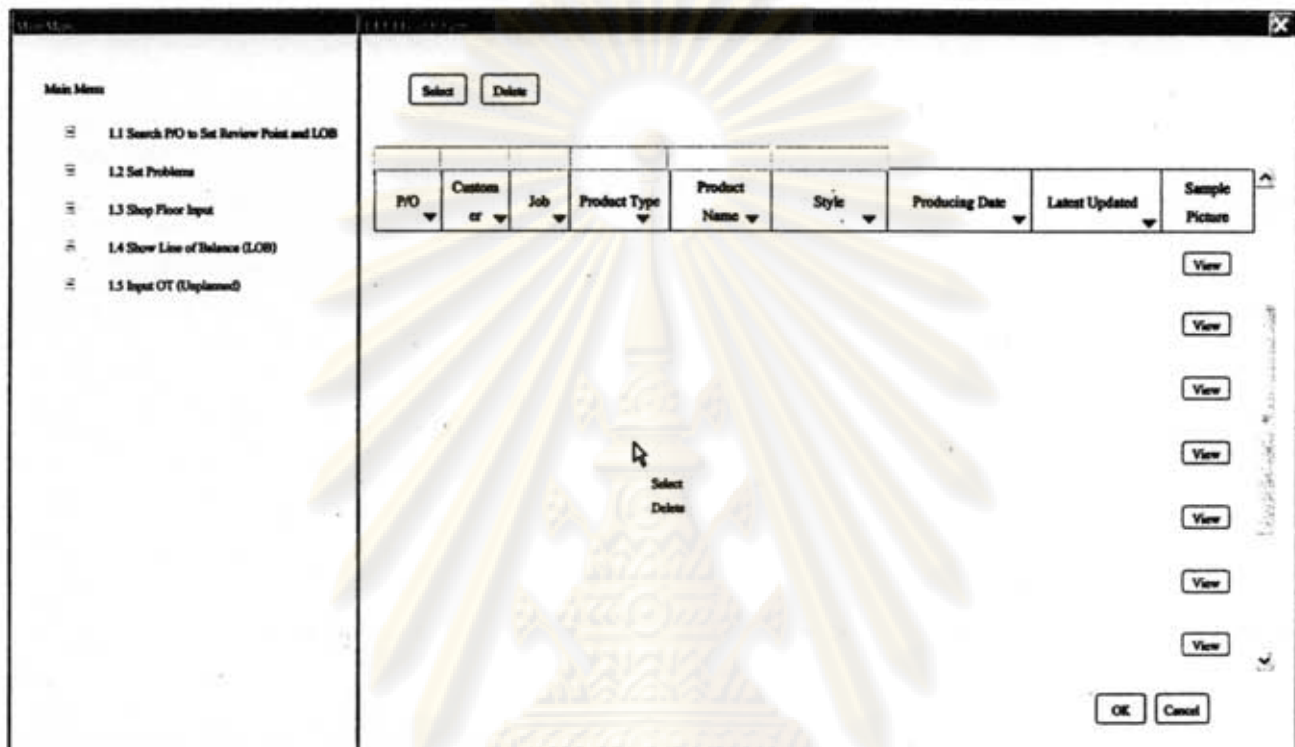 Main Menu
Select Delete
1.1 Search P/O to Set Review Point and LOB
1.2 Set Problems
1.3 Shop Floor Input
1.4 Show Line of Balance (LOB)
1.5 Input OT (Unplanned)
P/O
Custom
er
Job
Product Type
Product
Name
Style
Producing Date
Latest Updated
Sample
Picture
View
View
View
View
View
View
View
Select
Delete
OK Cancel